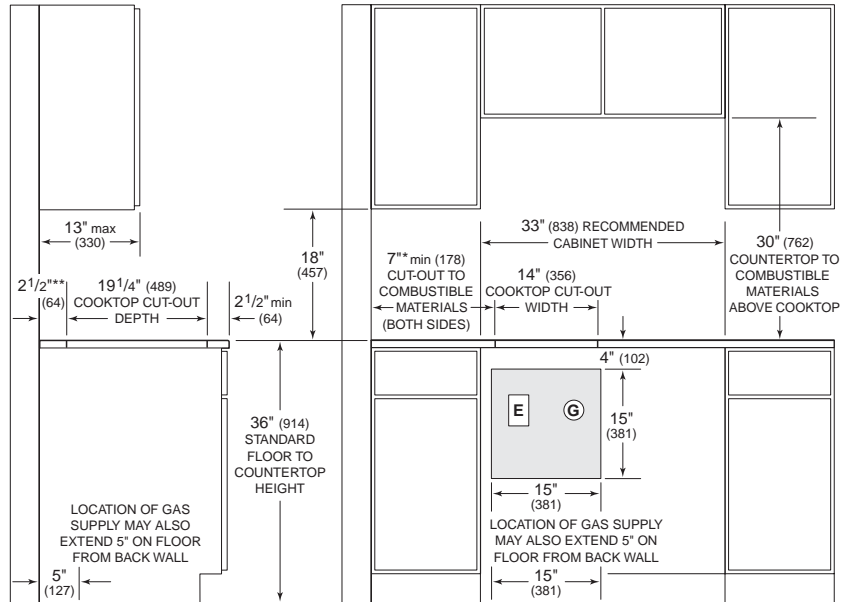 13" max
(330)
18"
(457)
33" (838) RECOMMENDED
CABINET WIDTH
30" (762)
COUNTERTOP TO
COMBUSTIBLE
MATERIALS
ABOVE COOKTOP
2 1/2"**
(64)
19 1/4" (489)
COOKTOP CUT-OUT
DEPTH
2 1/2" min
(64)
7"* min (178)
CUT-OUT TO
COMBUSTIBLE
MATERIALS
(BOTH SIDES)
14" (356)
COOKTOP CUT-OUT
WIDTH
4" (102)
E
G
15"
(381)
36" (914)
STANDARD
FLOOR TO
COUNTERTOP
HEIGHT
15"
(381)
LOCATION OF GAS
SUPPLY MAY ALSO
EXTEND 5" ON FLOOR
FROM BACK WALL
LOCATION OF GAS SUPPLY
MAY ALSO EXTEND 5" ON
FLOOR FROM BACK WALL
5"
(127)
15"
(381)